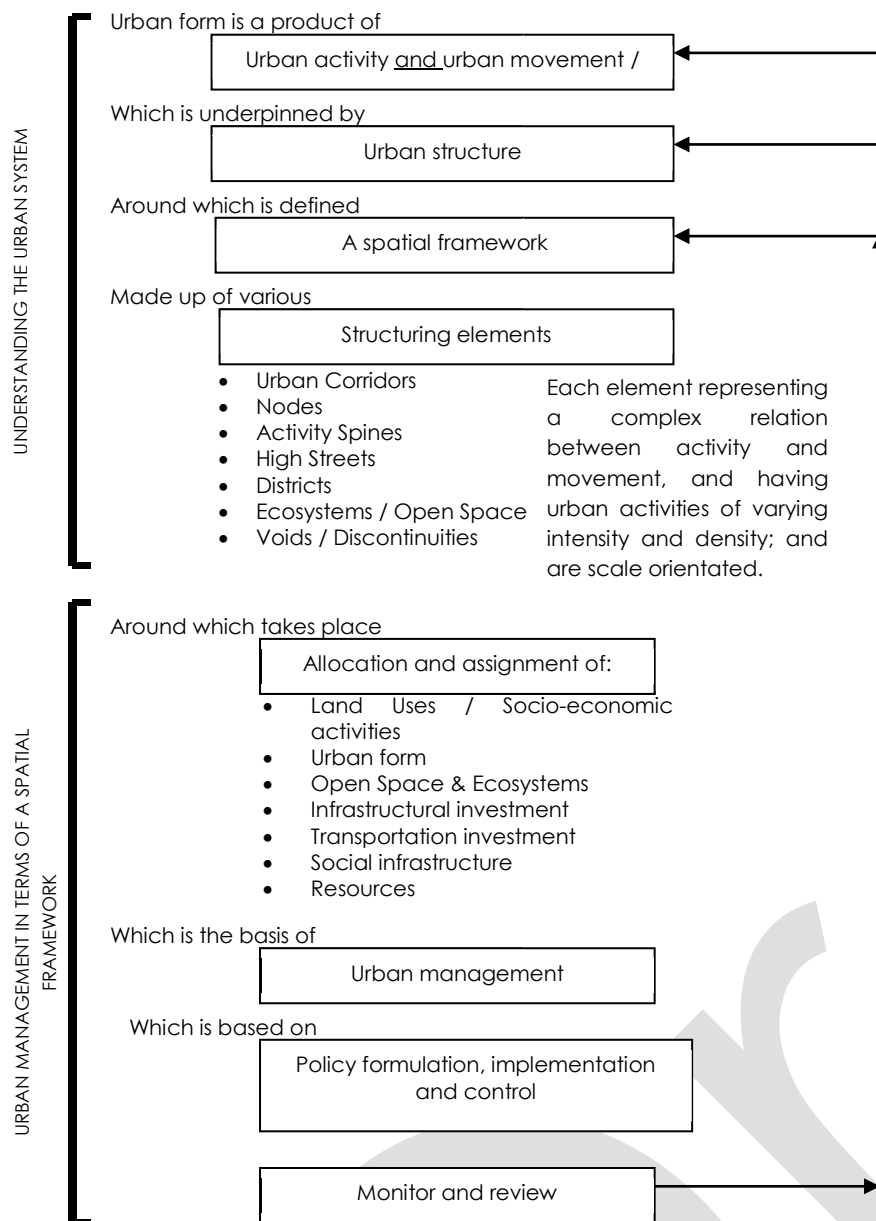 Urban form is a product of
Urban activity and urban movement /
Which is underpinned by
Urban structure
Around which is defined
A spatial framework
Made up of various
Structuring elements
• Urban Corridors
• Nodes
• Activity Spines
• High Streets
• Districts
• Ecosystems / Open Space
• Voids / Discontinuities
Each element representing
a complex relation
between activity and
movement, and having
urban activities of varying
intensity and density; and
are scale orientated.
UNDERSTANDING THE URBAN SYSTEM
Around which takes place
Allocation and assignment of:
• Land Uses / Socio-economic
activities
• Urban form
• Open Space & Ecosystems
• Infrastructural investment
• Transportation investment
• Social infrastructure
• Resources
Which is the basis of
Urban management
Which is based on
Policy formulation, implementation
and control
Monitor and review
URBAN MANAGEMENT IN TERMS OF A SPATIAL
FRAMEWORK